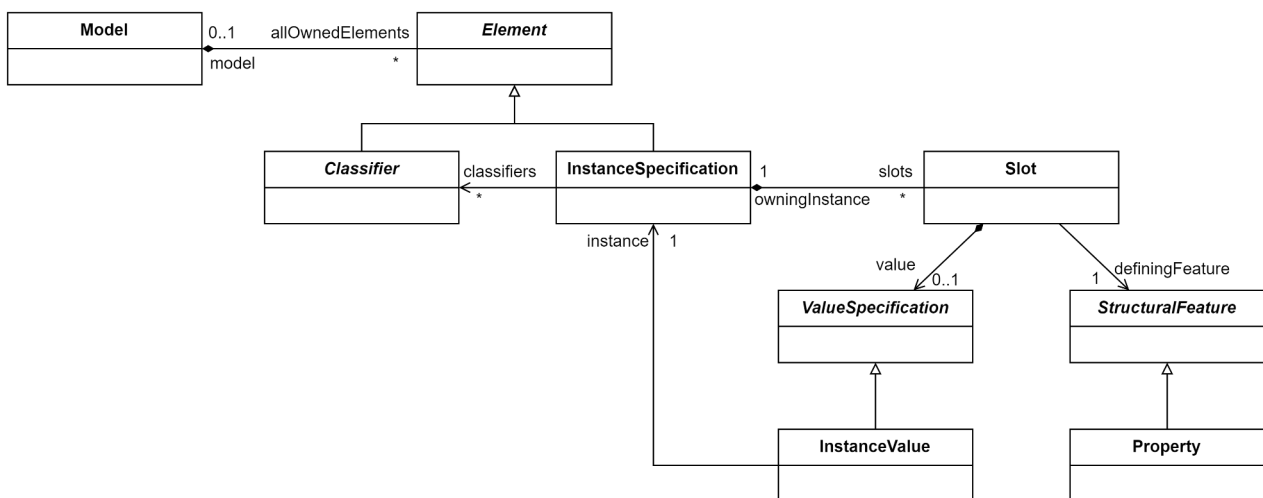 Model
0..1
allOwnedElements
Element
model
*
Classifier
classifiers
*
InstanceSpecification
1
slots
Slot
owningInstance
*
instance
1
value
0..1
definingFeature
1
ValueSpecification
StructuralFeature
InstanceValue
Property